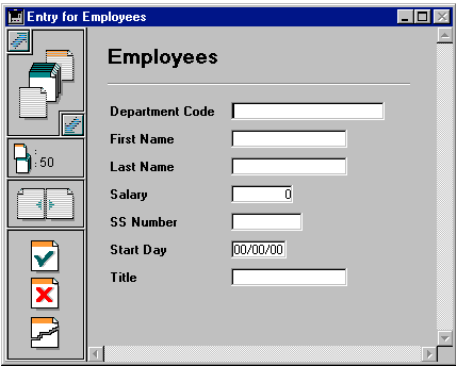 Entry for Employees
Employees
Department Code
First Name
Last Name
Salary 0
SS Number
Start Day 00/00/00
Title
: 50